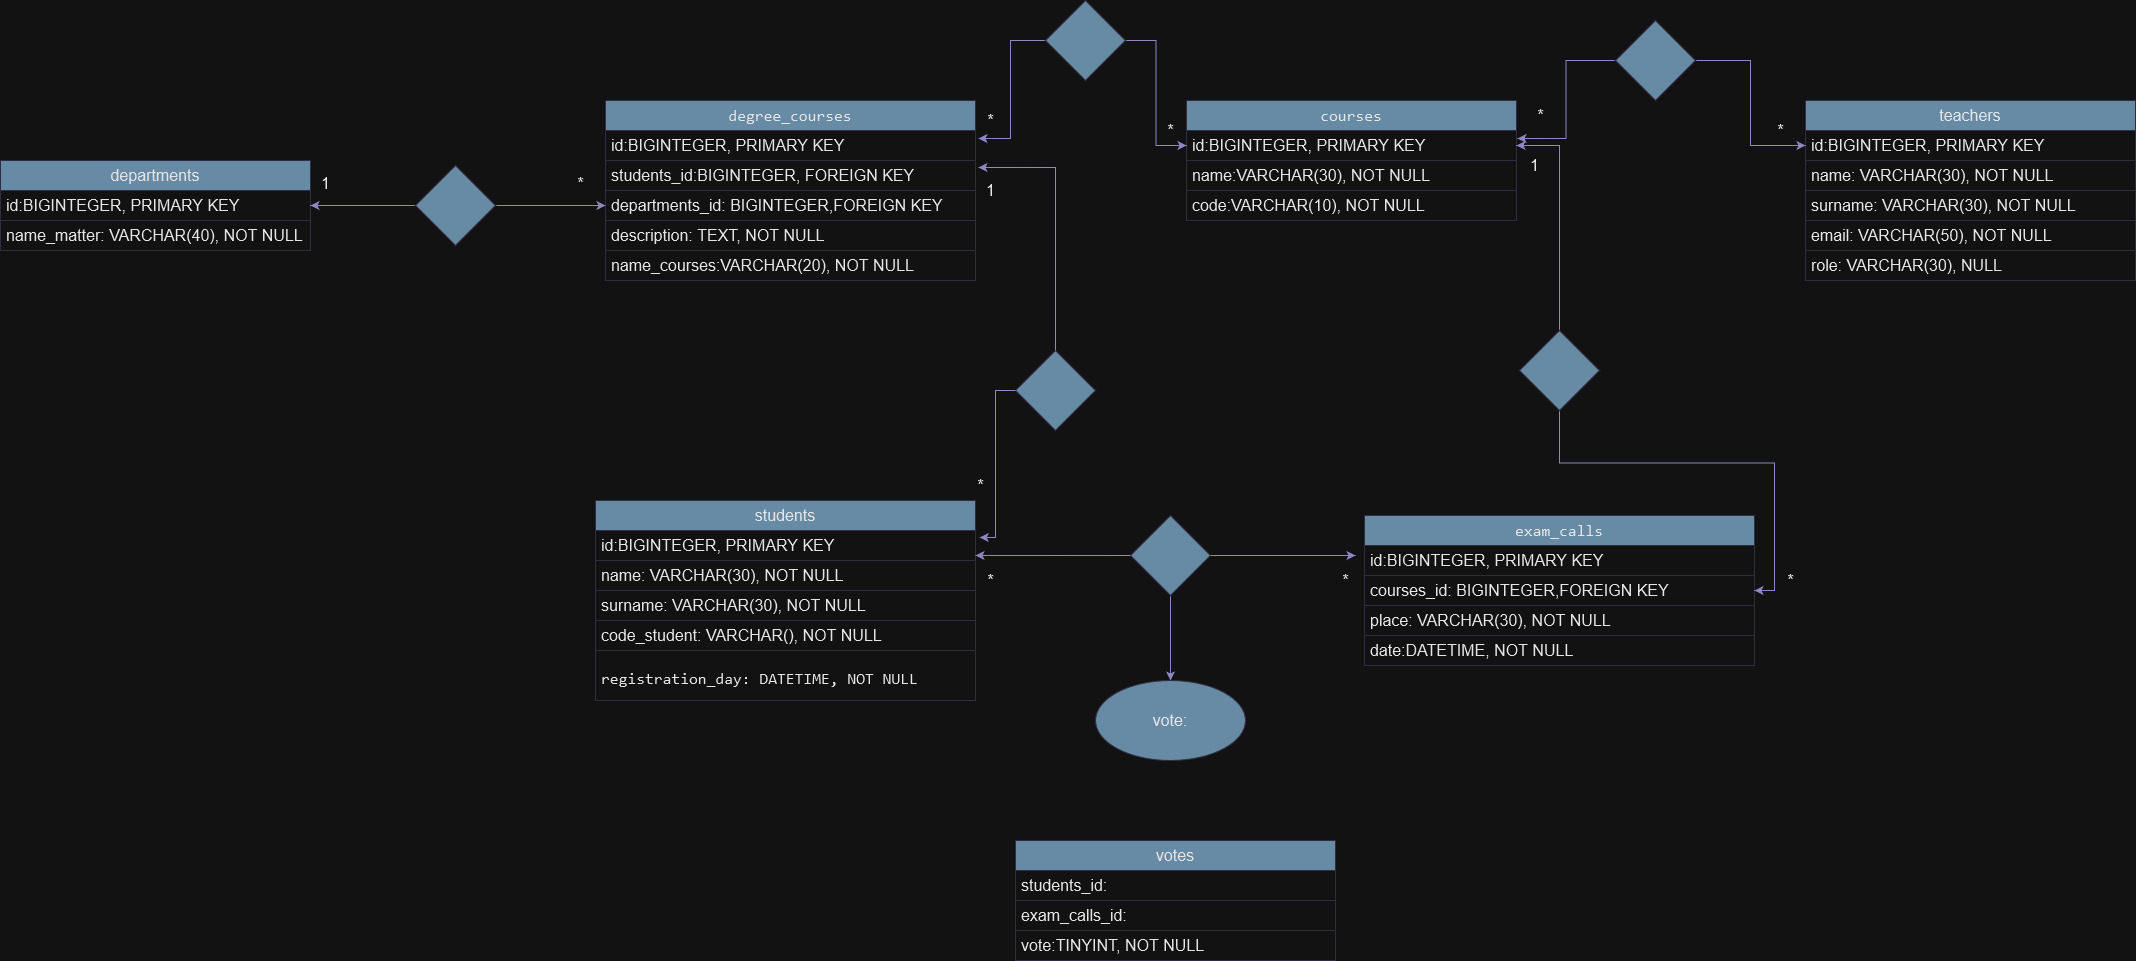 departments
id:BIGINTEGER, PRIMARY KEY
name_matter: VARCHAR(40), NOT NULL
1
*
degree_courses
id:BIGINTEGER, PRIMARY KEY
students_id:BIGINTEGER, FOREIGN KEY
departments_id: BIGINTEGER,FOREIGN KEY
description: TEXT, NOT NULL
name_courses:VARCHAR(20), NOT NULL
*
1
*
courses
id:BIGINTEGER, PRIMARY KEY
name:VARCHAR(30), NOT NULL
code:VARCHAR(10), NOT NULL
*
1
*
teachers
id:BIGINTEGER, PRIMARY KEY
name: VARCHAR(30), NOT NULL
surname: VARCHAR(30), NOT NULL
email: VARCHAR(50), NOT NULL
role: VARCHAR(30), NULL
*
students
id:BIGINTEGER, PRIMARY KEY
name: VARCHAR(30), NOT NULL
surname: VARCHAR(30), NOT NULL
code_student: VARCHAR(), NOT NULL
registration_day: DATETIME, NOT NULL
*
*
exam_calls
id:BIGINTEGER, PRIMARY KEY
courses_id: BIGINTEGER,FOREIGN KEY
place: VARCHAR(30), NOT NULL
date:DATETIME, NOT NULL
*
vote:
votes
students_id:
exam_calls_id:
vote:TINYINT, NOT NULL